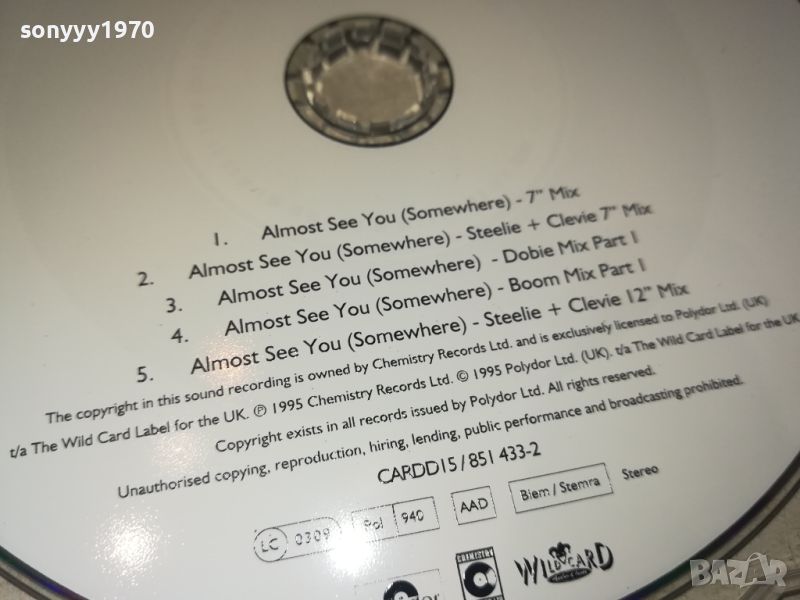 sonyyy1970
1. Almost See You (Somewhere) - 7" Mix
2. Almost See You (Somewhere) - Steelie + Clevie 7" Mix
3. Almost See You (Somewhere) - Dobie Mix Part 1
4. Almost See You (Somewhere) - Boom Mix Part 1
5. Almost See You (Somewhere) - Steelie + Clevie 12" Mix
The copyright in this sound recording is owned by Chemistry Records Ltd. and is exclusively licensed to Polydor Ltd. (UK)
t/a The Wild Card Label for the UK. ℗ 1995 Chemistry Records Ltd. © 1995 Polydor Ltd. (UK). t/a The Wild Card Label for the UK
Copyright exists in all records issued by Polydor Ltd. All rights reserved.
Unauthorised copying, reproduction, hiring, lending, public performance and broadcasting prohibited.
CARDD15/851 433-2
LC 0309 Pol 940 AAD Biem/Stemra Stereo
CHEMISTRY WILDCARD
BAZAR